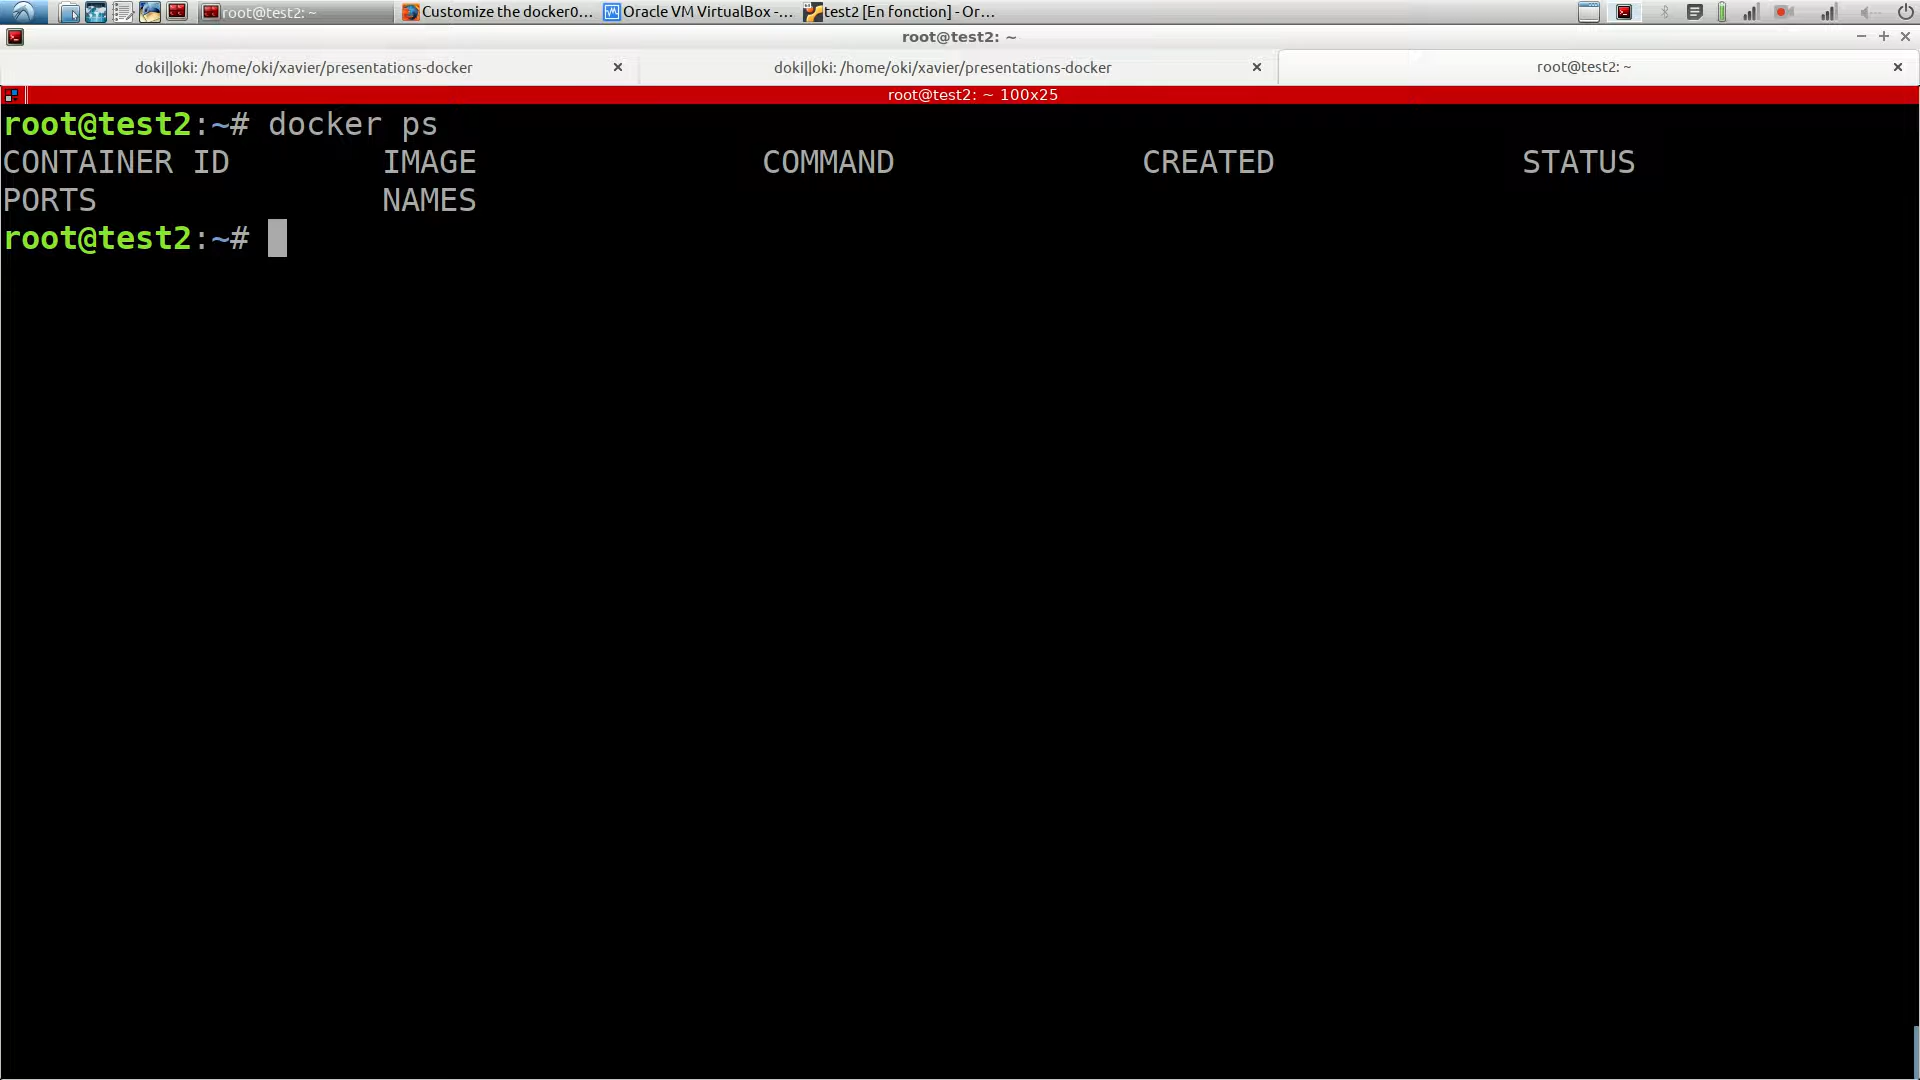 root@test2: ~
Customize the docker0...
Oracle VM VirtualBox -...
test2 [En fonction] - Or...
root@test2: ~
doki||oki: /home/oki/xavier/presentations-docker
doki||oki: /home/oki/xavier/presentations-docker
root@test2: ~
root@test2: ~ 100x25
root@test2:~# docker ps
CONTAINER ID IMAGE COMMAND CREATED STATUS
PORTS NAMES
root@test2:~#